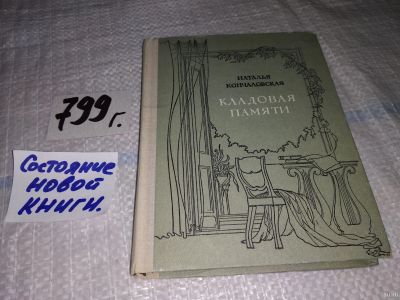 799 г.
Состояние
новой
книги.
НАТАЛЬЯ
КОНЧАЛОВСКАЯ
КЛАДОВАЯ
ПАМЯТИ